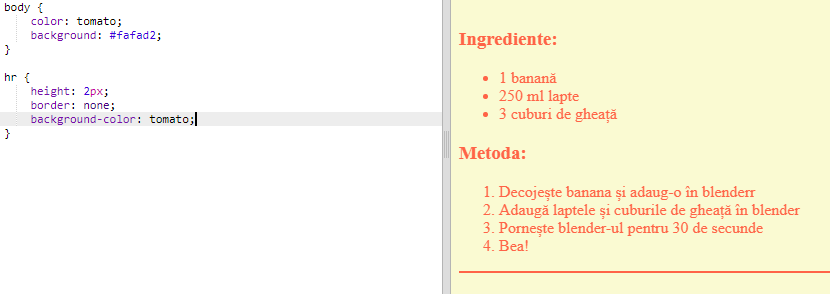 body {
color: tomato;
background: #fafad2;
}
hr {
height: 2px;
border: none;
background-color: tomato;
}
Ingrediente:
• 1 banană
• 250 ml lapte
• 3 cuburi de gheață
Metoda:
1. Decojește banana și adaug-o în blenderr
2. Adaugă laptele și cuburile de gheață în blender
3. Pornește blender-ul pentru 30 de secunde
4. Bea!